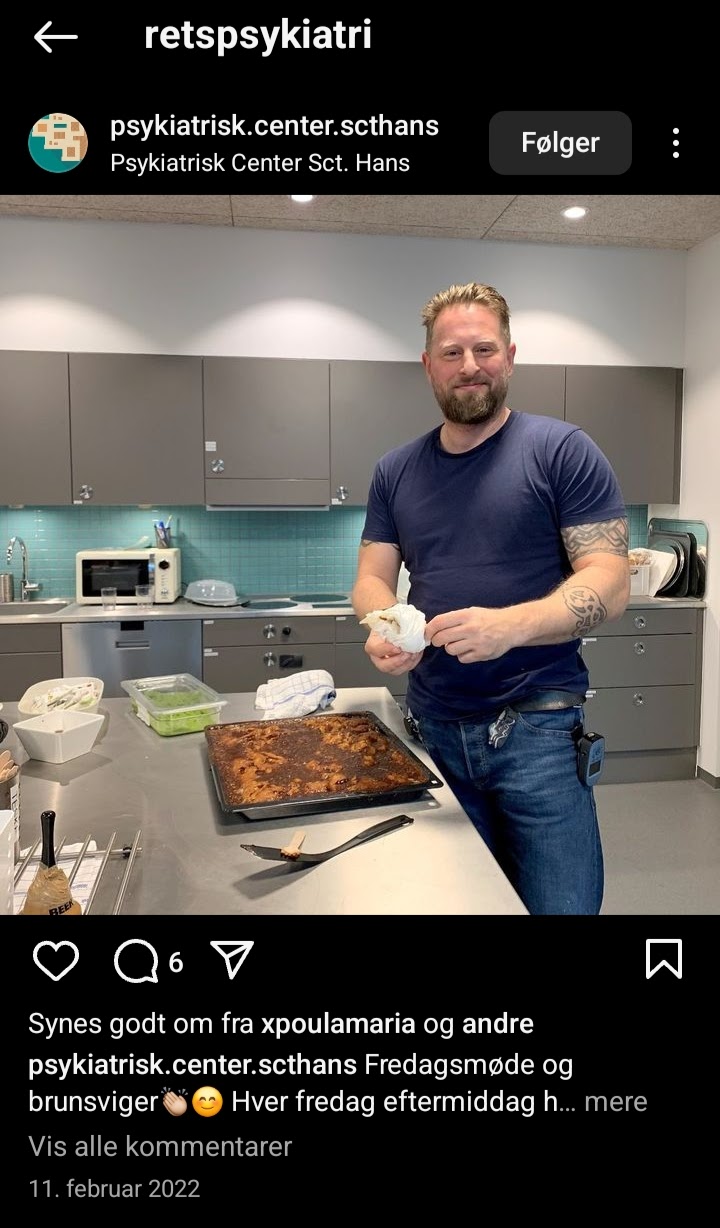 retspsykiatri
psykiatrisk.center.scthans
Psykiatrisk Center Sct. Hans
Følger
BEER
6
Synes godt om fra xpoulamaria og andre
psykiatrisk.center.scthans Fredagsmøde og
brunsviger👏🏻😊 Hver fredag eftermiddag h... mere
Vis alle kommentarer
11. februar 2022